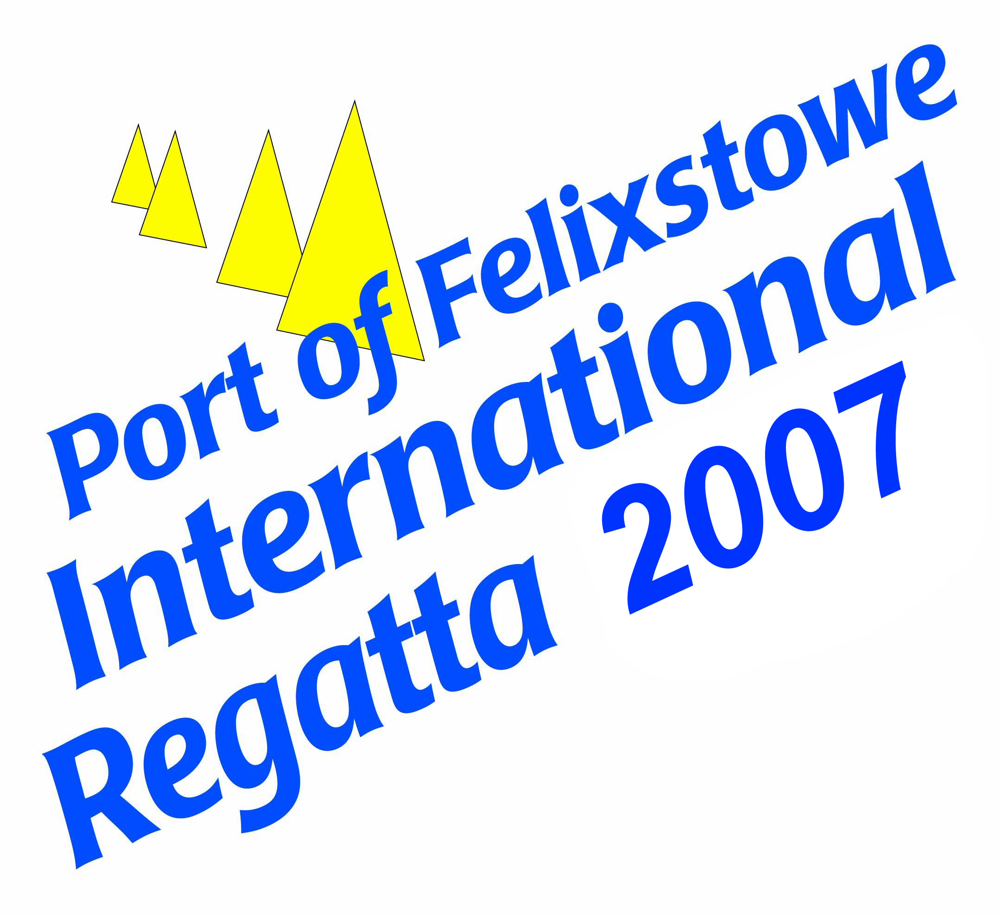 Port of Felixstowe
International
Regatta 2007